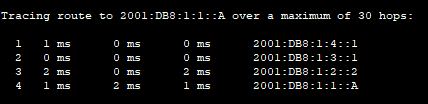 Tracing route to 2001:DB8:1:1::A over a maximum of 30 hops:
1 1 ms 0 ms 0 ms 2001:DB8:1:4::1
2 0 ms 0 ms 0 ms 2001:DB8:1:3::1
3 2 ms 0 ms 2 ms 2001:DB8:1:2::2
4 1 ms 2 ms 1 ms 2001:DB8:1:1::A